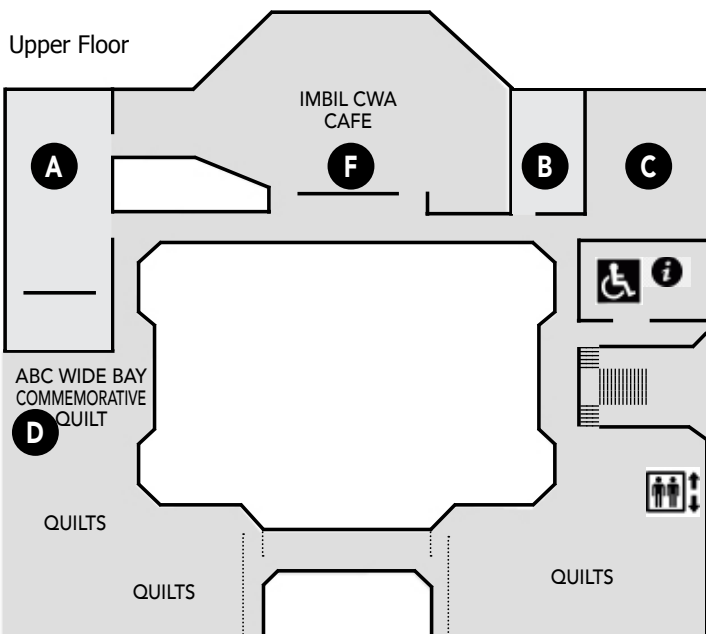 Upper Floor
IMBIL CWA
CAFE
A
F
B
C
i
ABC WIDE BAY
COMMEMORATIVE
QUILT
D
QUILTS
QUILTS
QUILTS